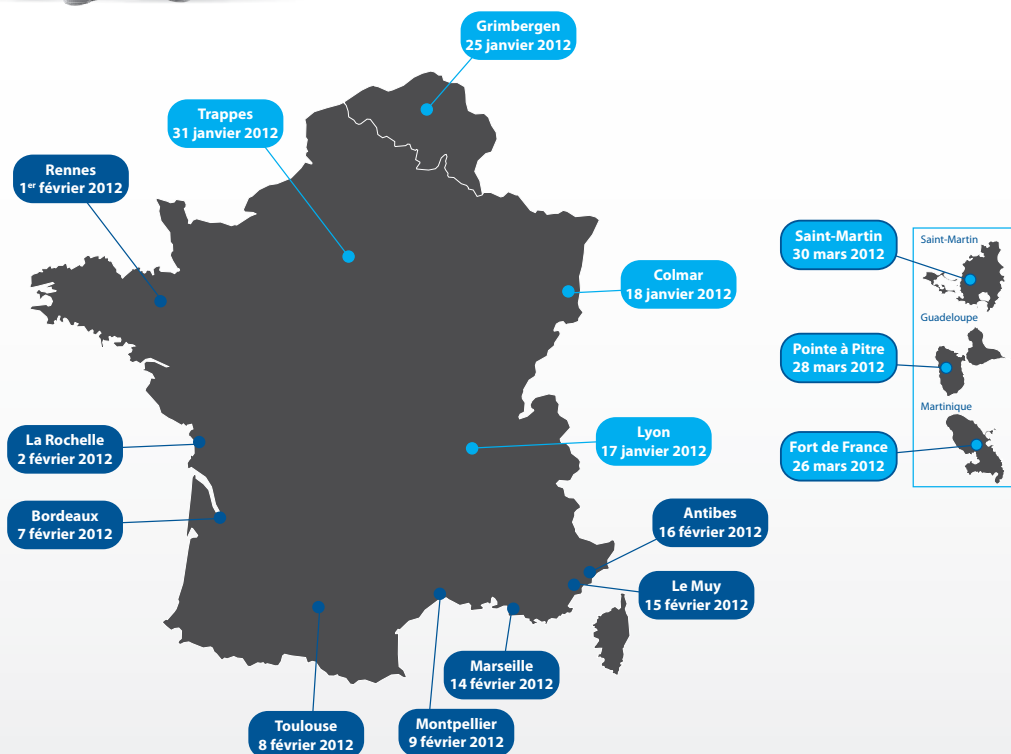 Grimbergen
25 janvier 2012
Trappes
31 janvier 2012
Rennes
1er février 2012
Colmar
18 janvier 2012
Lyon
17 janvier 2012
La Rochelle
2 février 2012
Bordeaux
7 février 2012
Antibes
16 février 2012
Le Muy
15 février 2012
Marseille
14 février 2012
Montpellier
9 février 2012
Toulouse
8 février 2012
Saint-Martin
30 mars 2012
Saint-Martin
Pointe à Pitre
28 mars 2012
Guadeloupe
Fort de France
26 mars 2012
Martinique